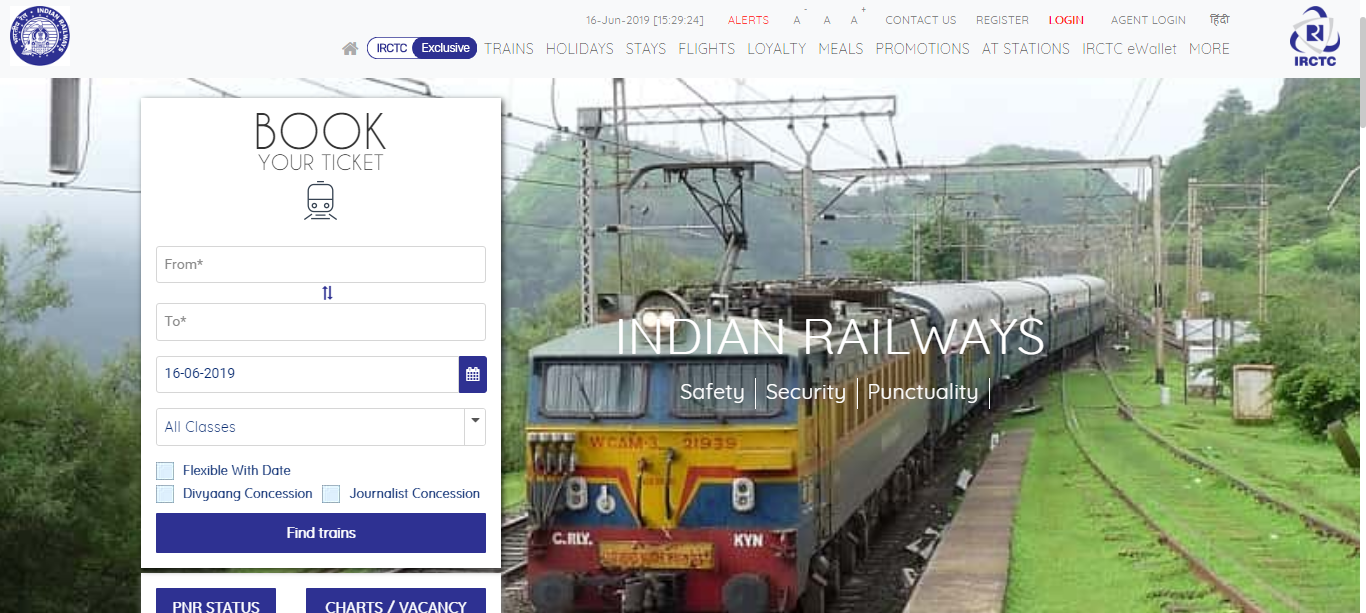 भारतीय रेल INDIAN RAILWAYS
16-Jun-2019 [15:29:24] ALERTS A- A A+ CONTACT US REGISTER LOGIN AGENT LOGIN हिंदी
IRCTC Exclusive TRAINS HOLIDAYS STAYS FLIGHTS LOYALTY MEALS PROMOTIONS AT STATIONS IRCTC eWallet MORE
IRCTC
BOOK
YOUR TICKET
From*
To*
16-06-2019
All Classes
Flexible With Date
Divyaang Concession Journalist Concession
Find trains
PNR STATUS CHARTS / VACANCY
INDIAN RAILWAYS
Safety Security Punctuality
WCAM-3 21939
C.RLY. KYN